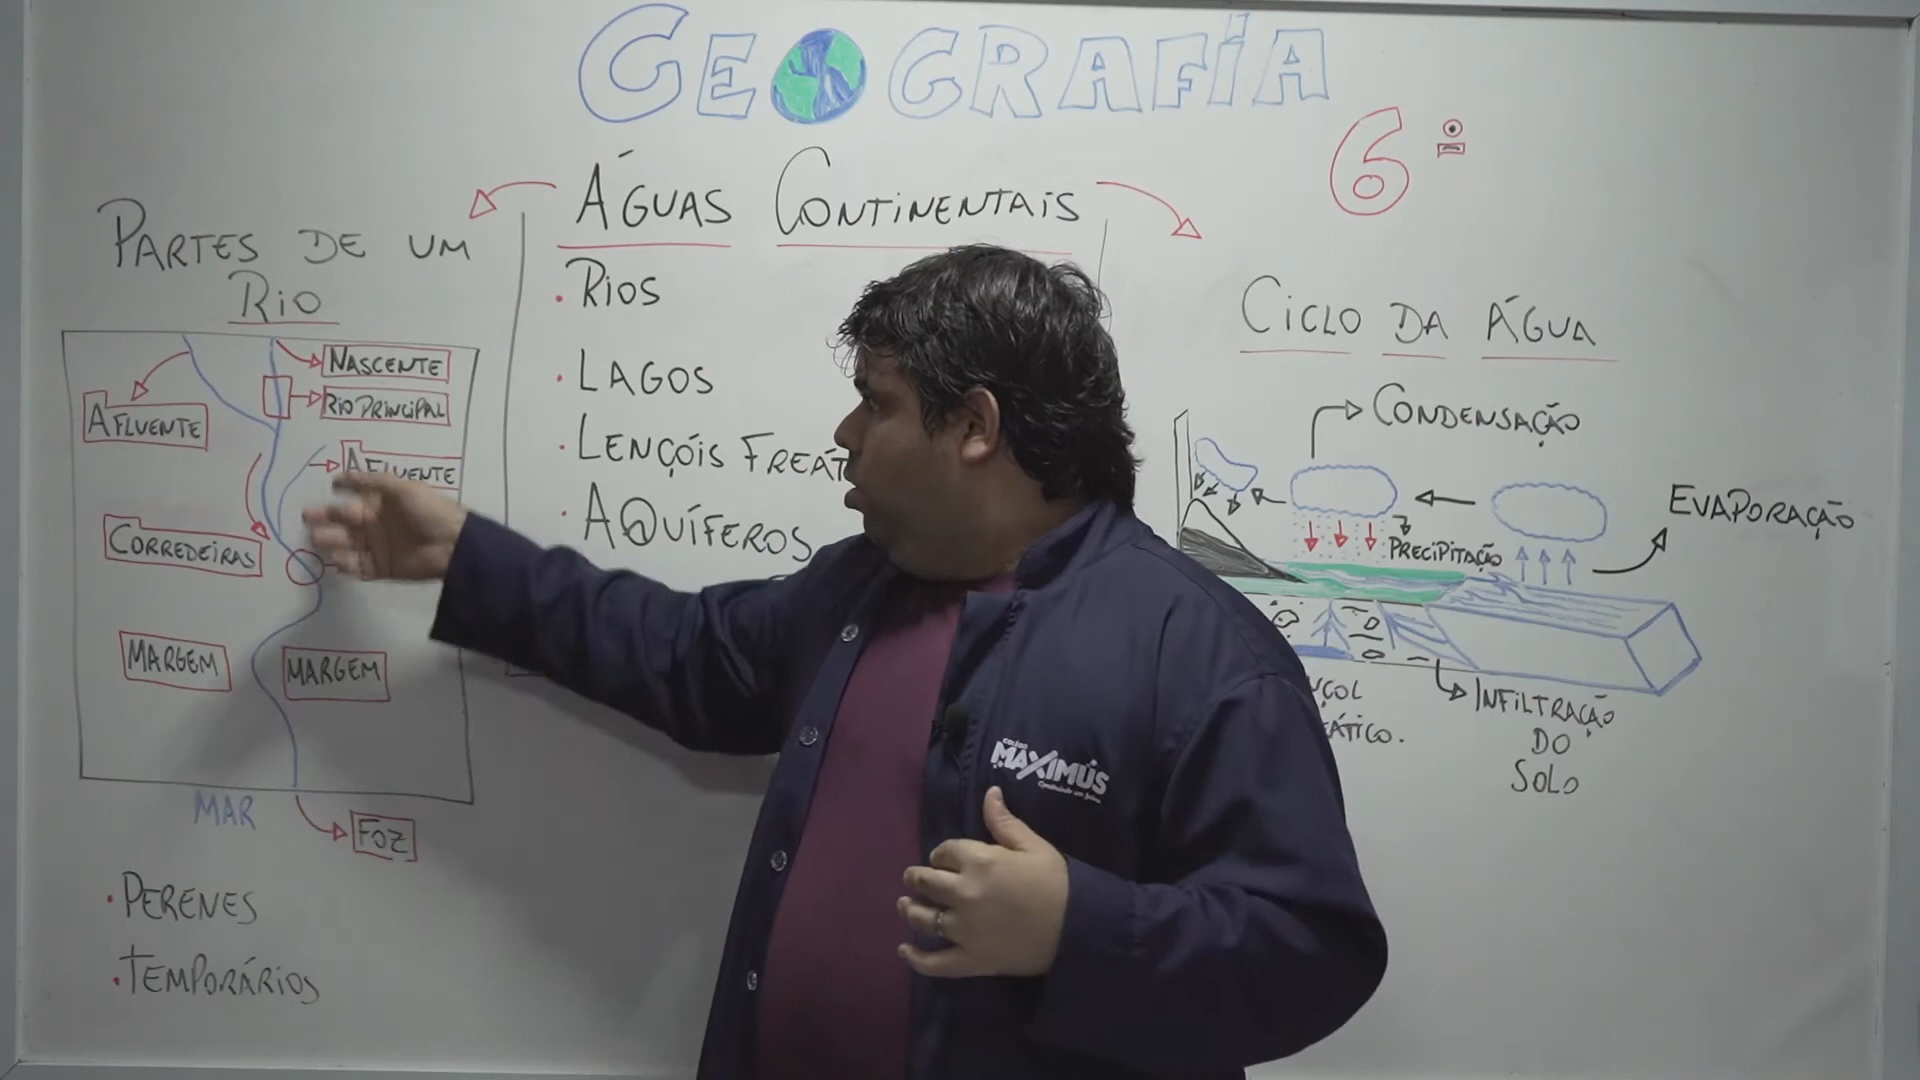 GEOGRAFIA
6º
ÁGUAS CONTINENTAIS
RIOS
LAGOS
LENÇÓIS
AQUÍFEROS
PARTES DE UM
RIO
NASCENTE
RIO PRINCIPAL
AFLUENTE
AFLUENTE
CORREDEIRAS
MARGEM
MARGEM
MAR
FOZ
PERENES
TEMPORÁRIOS
CICLO DA ÁGUA
CONDENSAÇÃO
EVAPORAÇÃO
PRECIPITAÇÃO
INFILTRAÇÃO
DO
SOLO
COLÉGIO
MAXIMUS